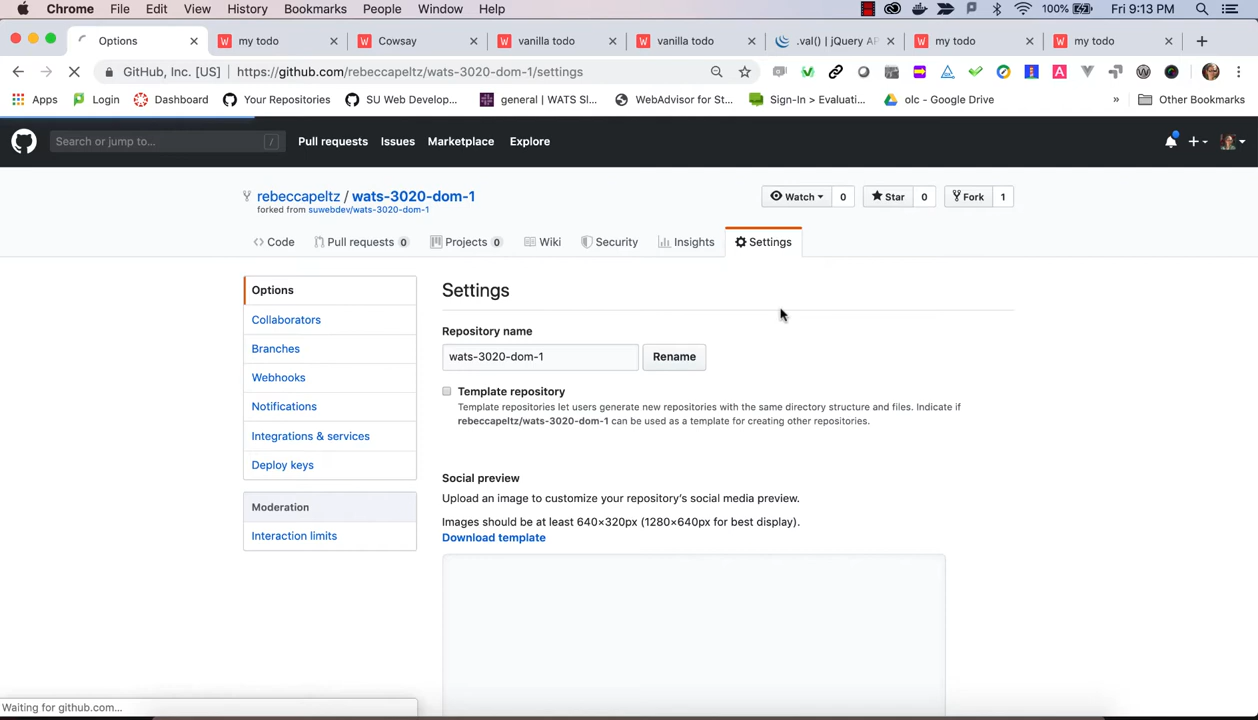 Chrome File Edit View History Bookmarks People Window Help 100% Fri 9:13 PM
Options my todo Cowsay vanilla todo vanilla todo .val() | jQuery AP my todo my todo
GitHub, Inc. [US] https://github.com/rebeccapeltz/wats-3020-dom-1/settings
Apps Login Dashboard Your Repositories SU Web Develop... general | WATS Sl... WebAdvisor for St... Sign-In > Evaluati... olc - Google Drive » Other Bookmarks
Search or jump to... / Pull requests Issues Marketplace Explore
rebeccapeltz / wats-3020-dom-1 Watch 0 Star 0 Fork 1
forked from suwebdev/wats-3020-dom-1
Code Pull requests 0 Projects 0 Wiki Security Insights Settings
Options
Collaborators
Branches
Webhooks
Notifications
Integrations & services
Deploy keys
Moderation
Interaction limits
Settings
Repository name
wats-3020-dom-1 Rename
Template repository
Template repositories let users generate new repositories with the same directory structure and files. Indicate if
rebeccapeltz/wats-3020-dom-1 can be used as a template for creating other repositories.
Social preview
Upload an image to customize your repository's social media preview.
Images should be at least 640×320px (1280×640px for best display).
Download template
Waiting for github.com...